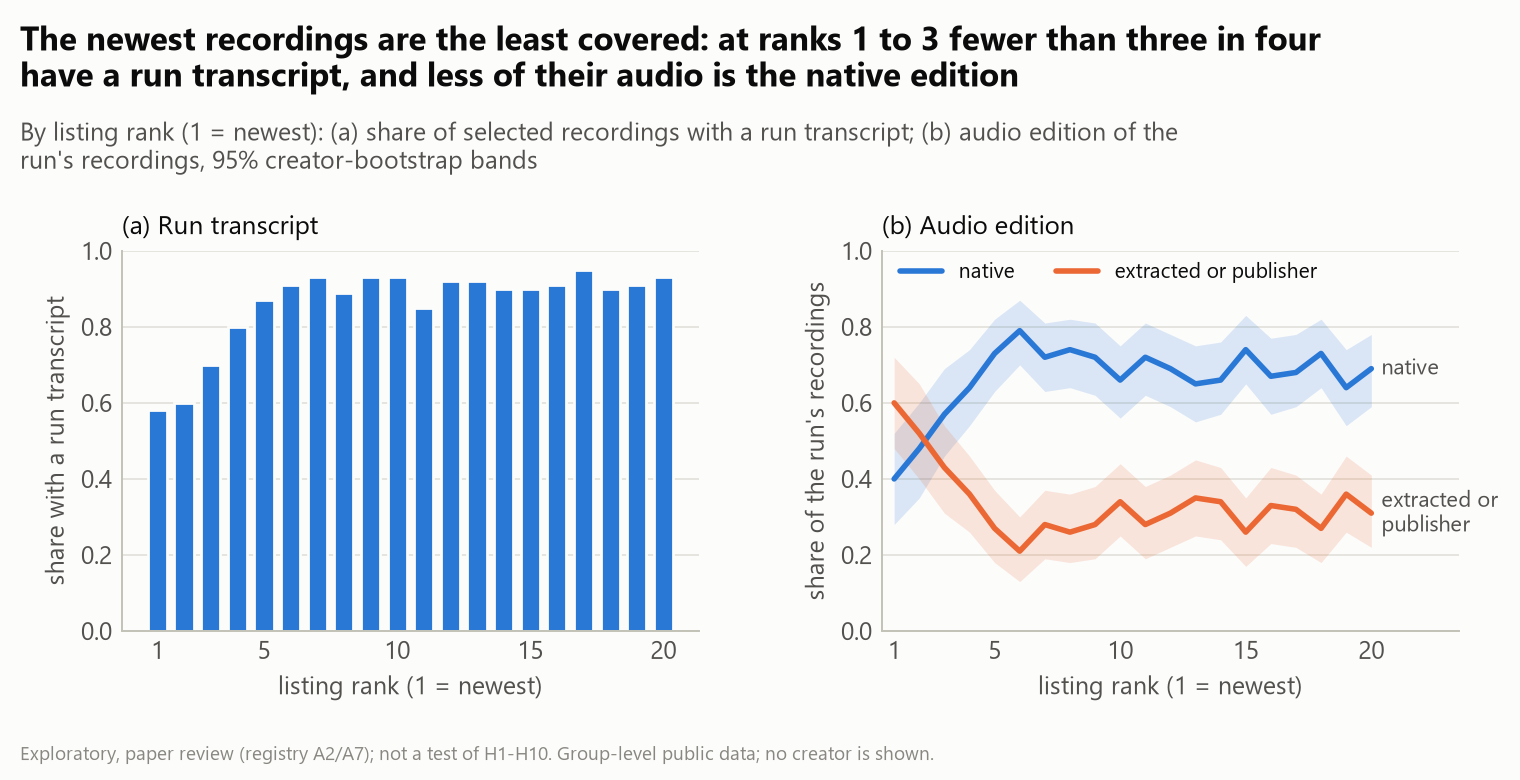 The newest recordings are the least covered: at ranks 1 to 3 fewer than three in four
have a run transcript, and less of their audio is the native edition
By listing rank (1 = newest): (a) share of selected recordings with a run transcript; (b) audio edition of the
run's recordings, 95% creator-bootstrap bands
(a) Run transcript
1.0
0.8
0.6
0.4
0.2
0.0
share with a run transcript
1 5 10 15 20
listing rank (1 = newest)
(b) Audio edition
1.0
0.8
0.6
0.4
0.2
0.0
share of the run's recordings
native extracted or publisher
native
extracted or
publisher
1 5 10 15 20
listing rank (1 = newest)
Exploratory, paper review (registry A2/A7); not a test of H1-H10. Group-level public data; no creator is shown.